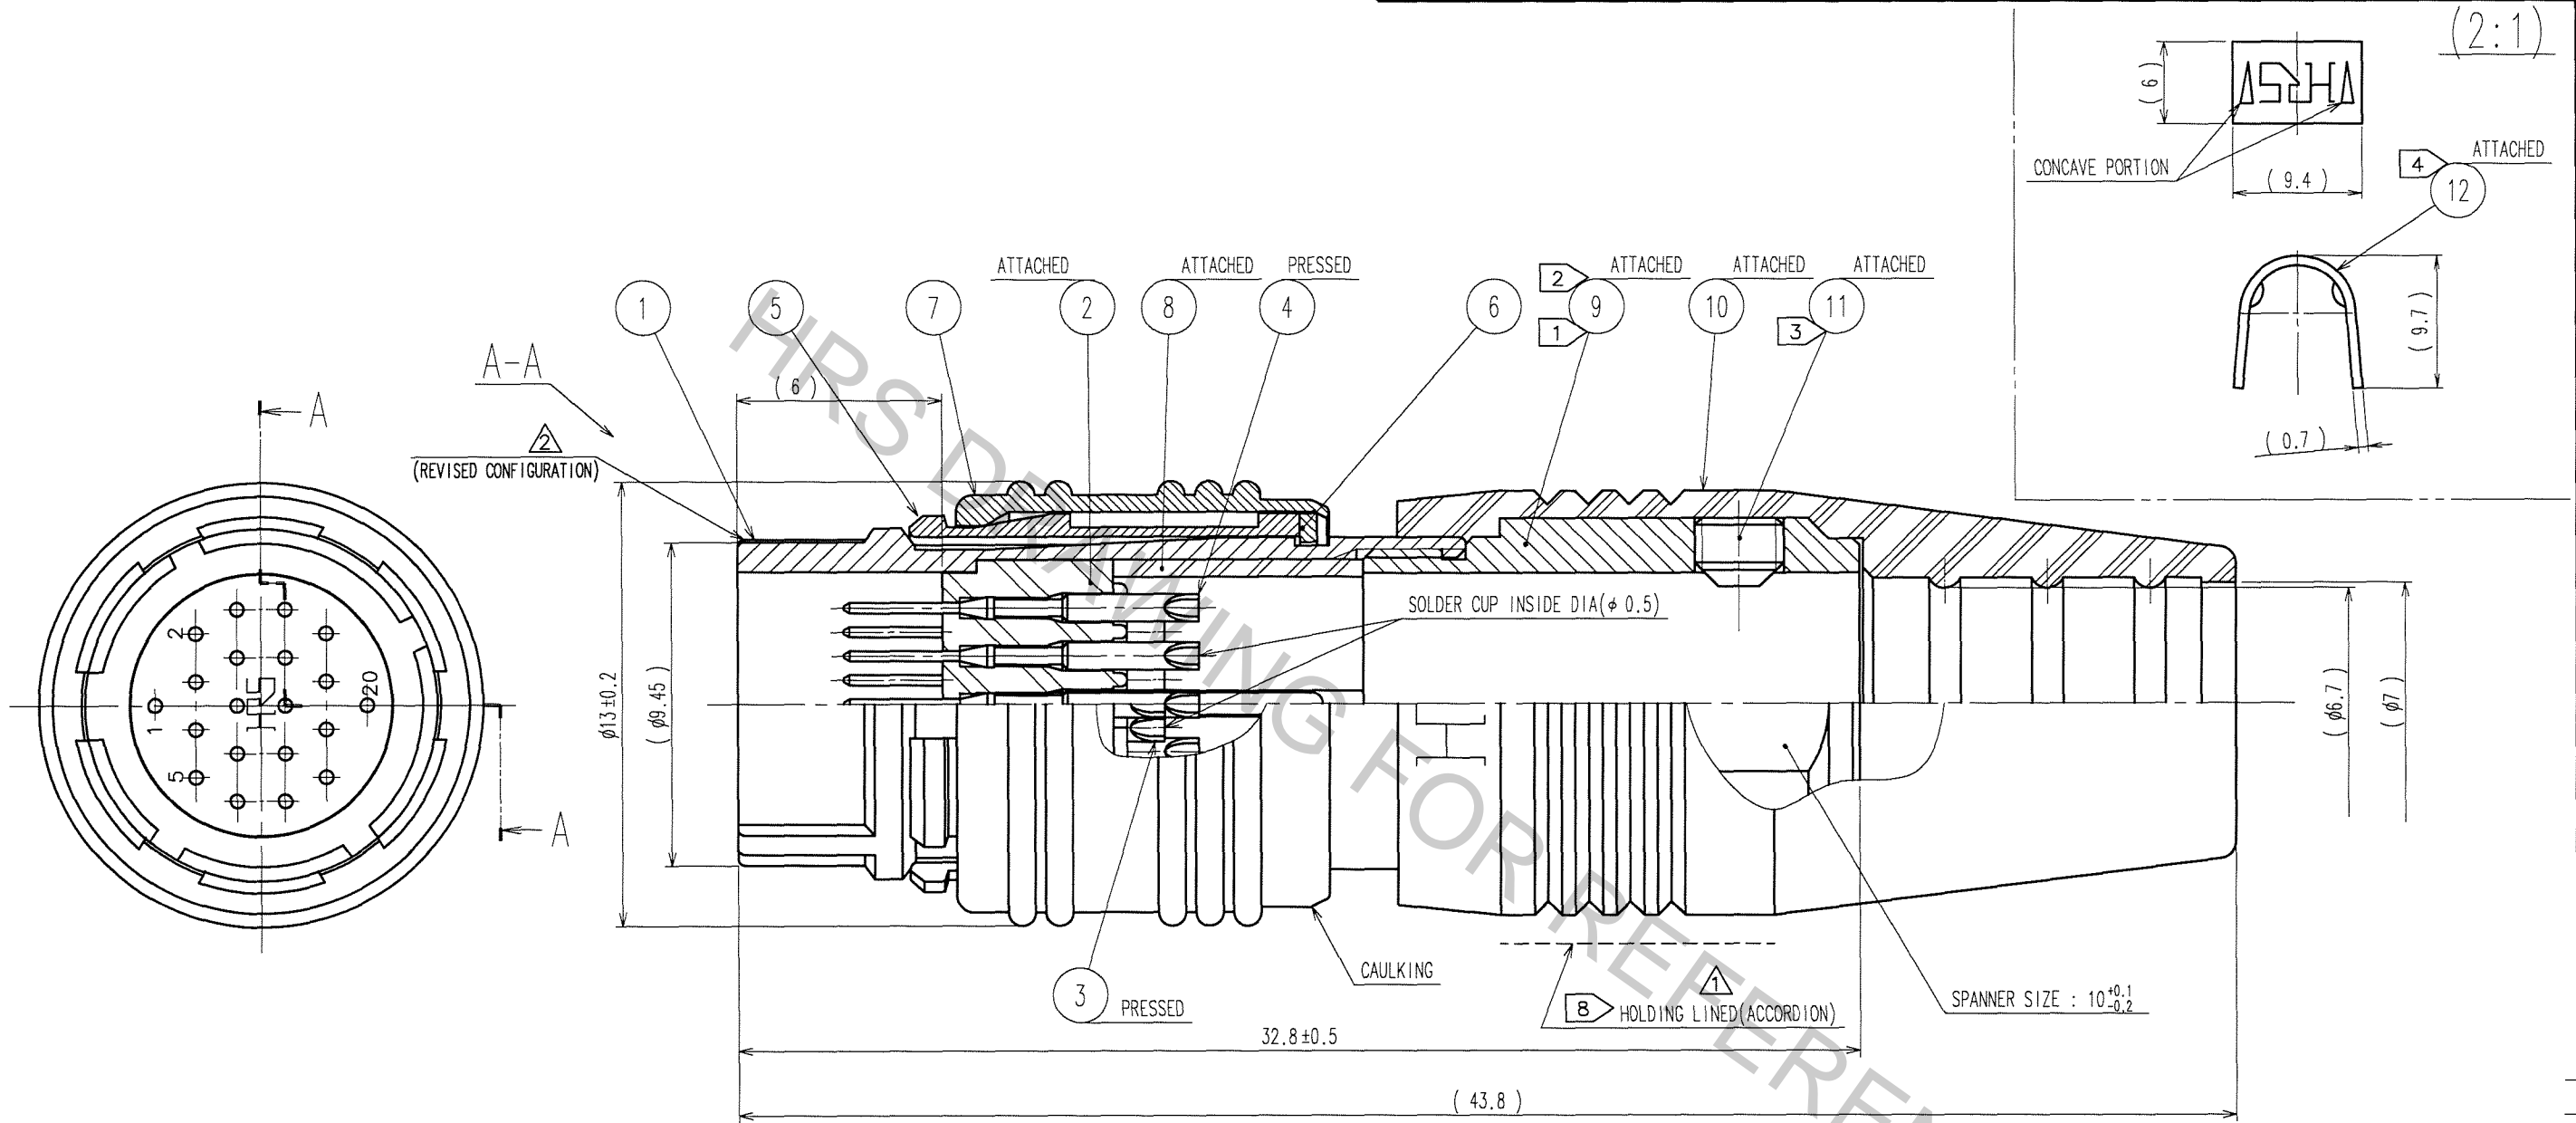 (2:1)
HRS
( 6 )
CONCAVE PORTION
( 9.4 )
4 ATTACHED
12
( 9.7 )
( 0.7 )
ATTACHED ATTACHED PRESSED 2 ATTACHED ATTACHED ATTACHED
1 5 7 2 8 4 6 9 10 11
1 3
A-A
( 6 )
A
2
(REVISED CONFIGURATION)
SOLDER CUP INSIDE DIA(φ 0.5)
φ13±0.2
( φ9.45 )
2
1
5
20
HRS
H
( φ6.7 )
( φ7 )
A
CAULKING
3 PRESSED
1
8 HOLDING LINED(ACCORDION)
SPANNER SIZE : 10 +0.1 -0.2
32.8±0.5
( 43.8 )
HRS DRAWING FOR REFEREN